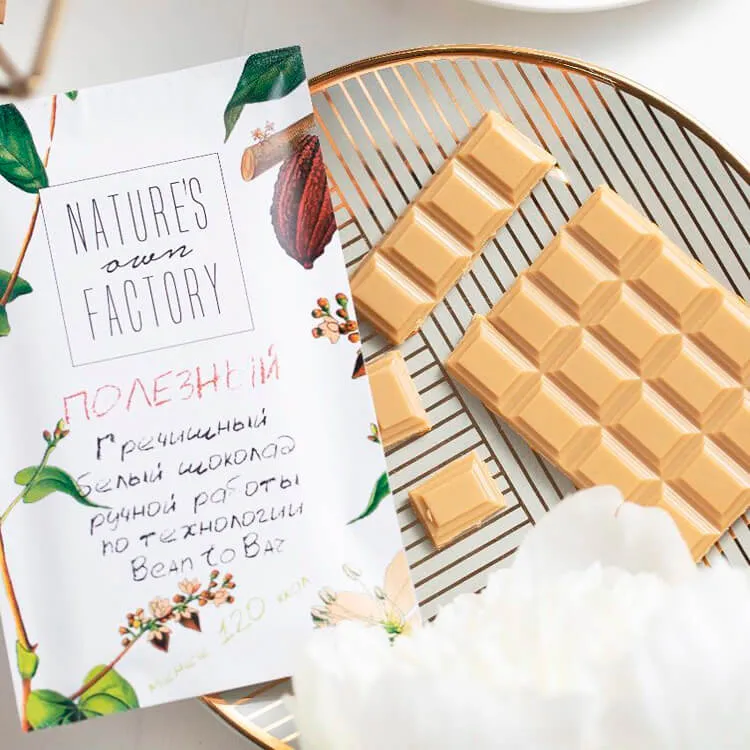 NATURE'S
own
FACTORY
ПОЛЕЗНЫЙ
Гречишный
белый шоколад
ручной работы
по технологии
Bean to Bar
менее 120 ккал